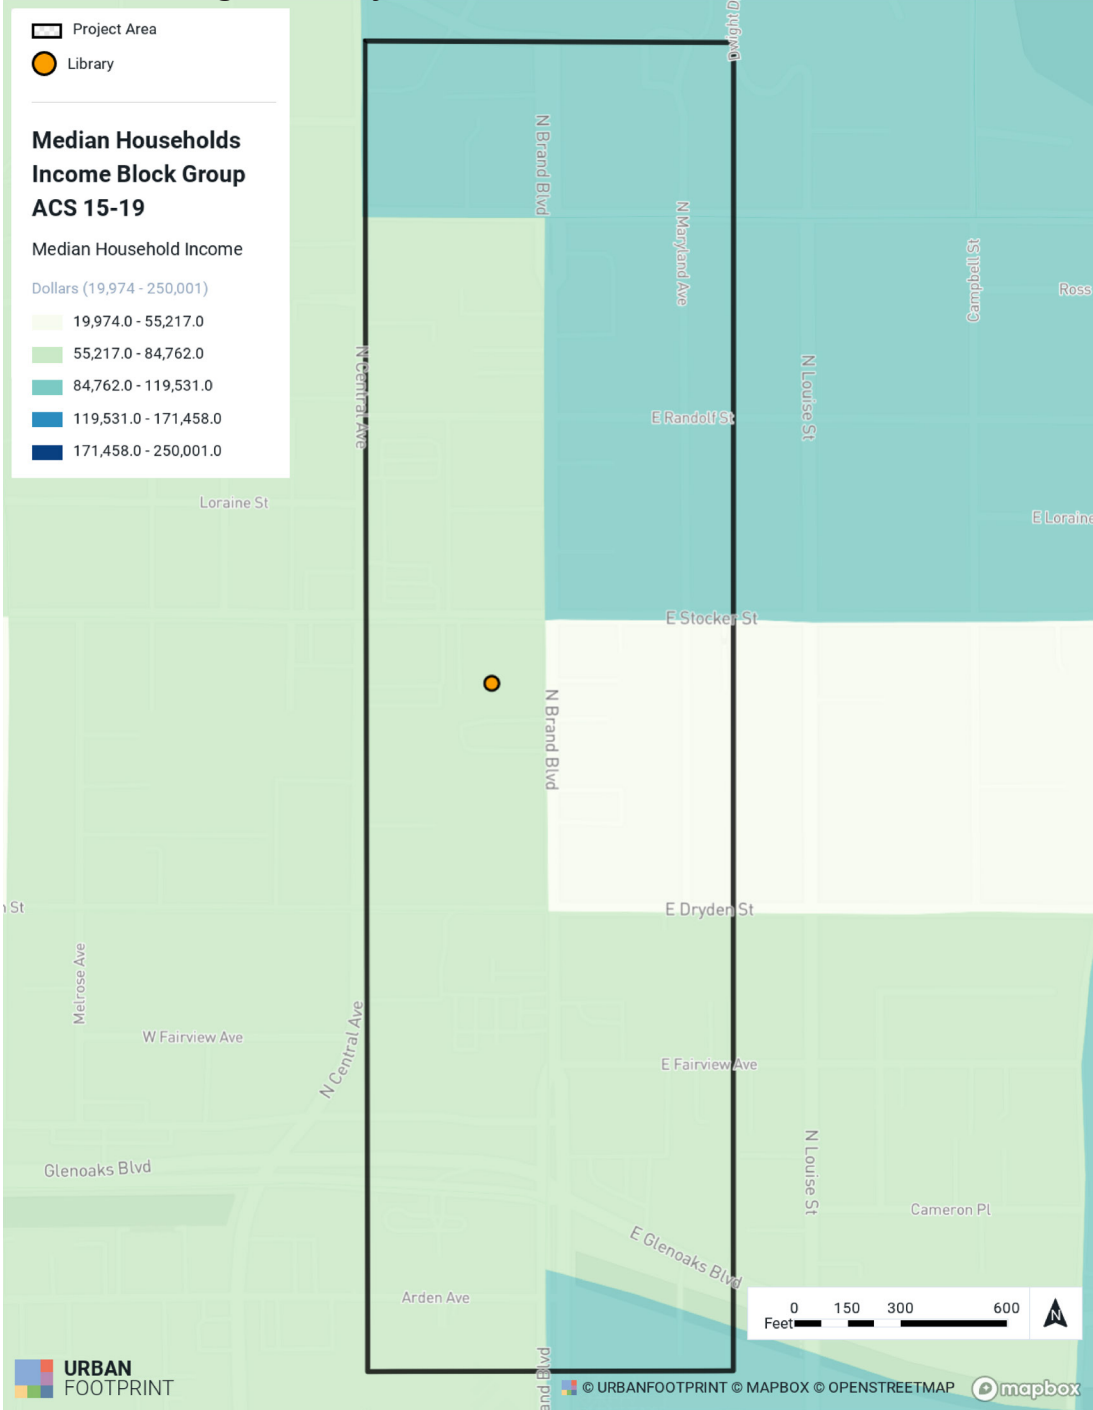 Project Area
Library
Median Households
Income Block Group
ACS 15-19
Median Household Income
Dollars (19,974 - 250,001)
19,974.0 - 55,217.0
55,217.0 - 84,762.0
84,762.0 - 119,531.0
119,531.0 - 171,458.0
171,458.0 - 250,001.0
Dwight D
N Brand Blvd
N Maryland Ave
Campbell St
Ross
N Central Ave
N Louise St
E Randolf St
Loraine St
E Loraine
E Stocker St
N Brand Blvd
E Dryden St
St
Melrose Ave
W Fairview Ave
N Central Ave
E Fairview Ave
Glenoaks Blvd
N Louise St
Cameron Pl
E Glenoaks Blvd
Arden Ave
and Blvd
0 150 300 600
Feet
N
URBAN
FOOTPRINT
© URBANFOOTPRINT © MAPBOX © OPENSTREETMAP
mapbox